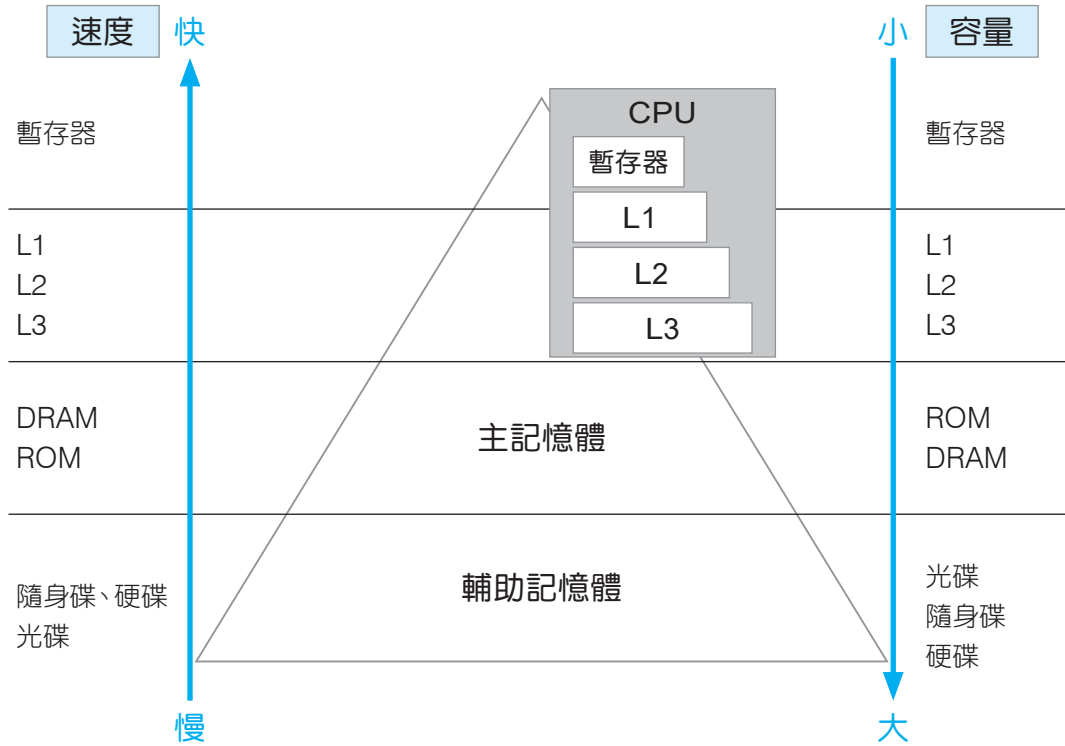 速度 快
小 容量
暫存器
CPU
暫存器
暫存器
L1
L2
L3
L1
L2
L3
L1
L2
L3
DRAM
ROM
主記憶體
ROM
DRAM
隨身碟、硬碟
光碟
輔助記憶體
光碟
隨身碟
硬碟
慢
大